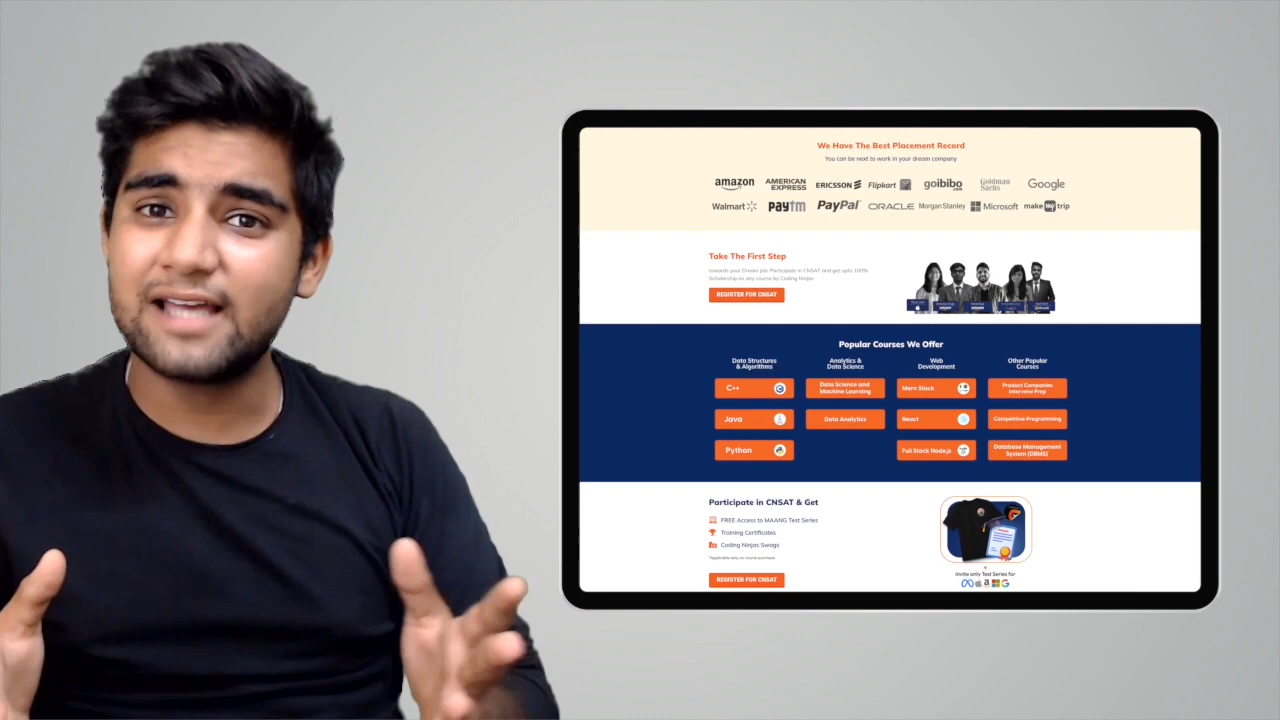 We Have The Best Placement Record
You can be next to work in your dream company
amazon AMERICAN EXPRESS ERICSSON Flipkart goibibo.com Goldman Sachs Google
Walmart paytm PayPal ORACLE Morgan Stanley Microsoft make my trip
Take The First Step
towards your Dream Job. Participate in CNSAT and get upto 100%
Scholarship on any course by Coding Ninjas
REGISTER FOR CNSAT
Popular Courses We Offer
Data Structures
& Algorithms
C++
Java
Python
Analytics &
Data Science
Data Science and
Machine Learning
Data Analytics
Web
Development
Mern Stack
React
Full Stack Node.js
Other Popular
Courses
Product Companies
Interview Prep
Competitive Programming
Database Management
System (DBMS)
Participate in CNSAT & Get
FREE Access to MAANG Test Series
Training Certificates
Coding Ninjas Swags
*Applicable only on course purchase
REGISTER FOR CNSAT
+
Invite only Test Series for